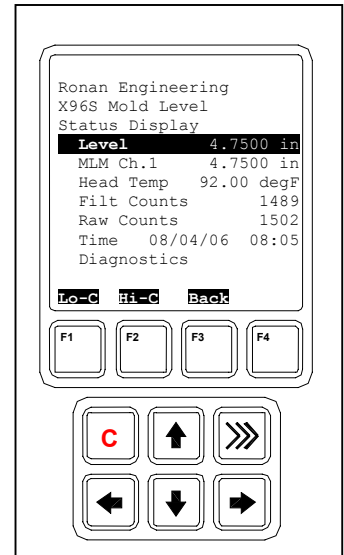 Ronan Engineering
X96S Mold Level
Status Display
Level 4.7500 in
MLM Ch.1 4.7500 in
Head Temp 92.00 degF
Filt Counts 1489
Raw Counts 1502
Time 08/04/06 08:05
Diagnostics
Lo-C Hi-C Back
F1 F2 F3 F4
C